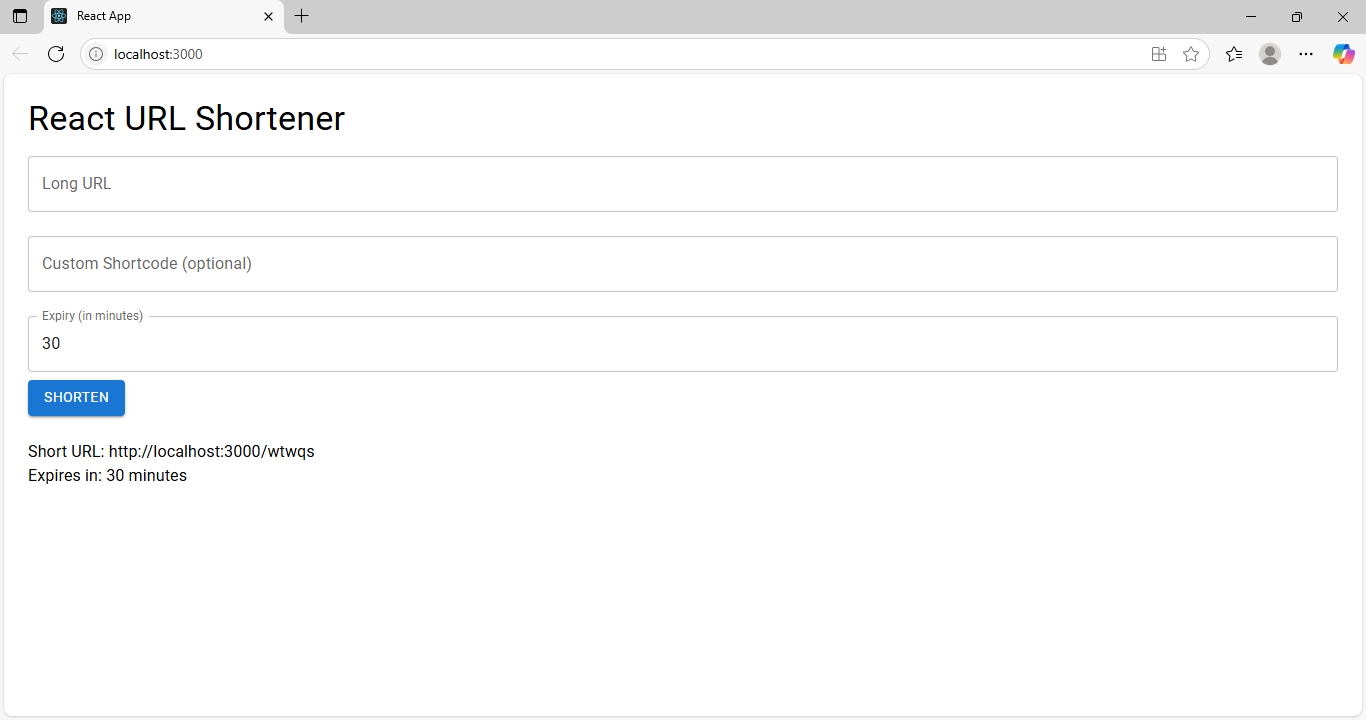 React App
localhost:3000
React URL Shortener
Long URL
Custom Shortcode (optional)
Expiry (in minutes)
30
SHORTEN
Short URL: http://localhost:3000/wtwqs
Expires in: 30 minutes